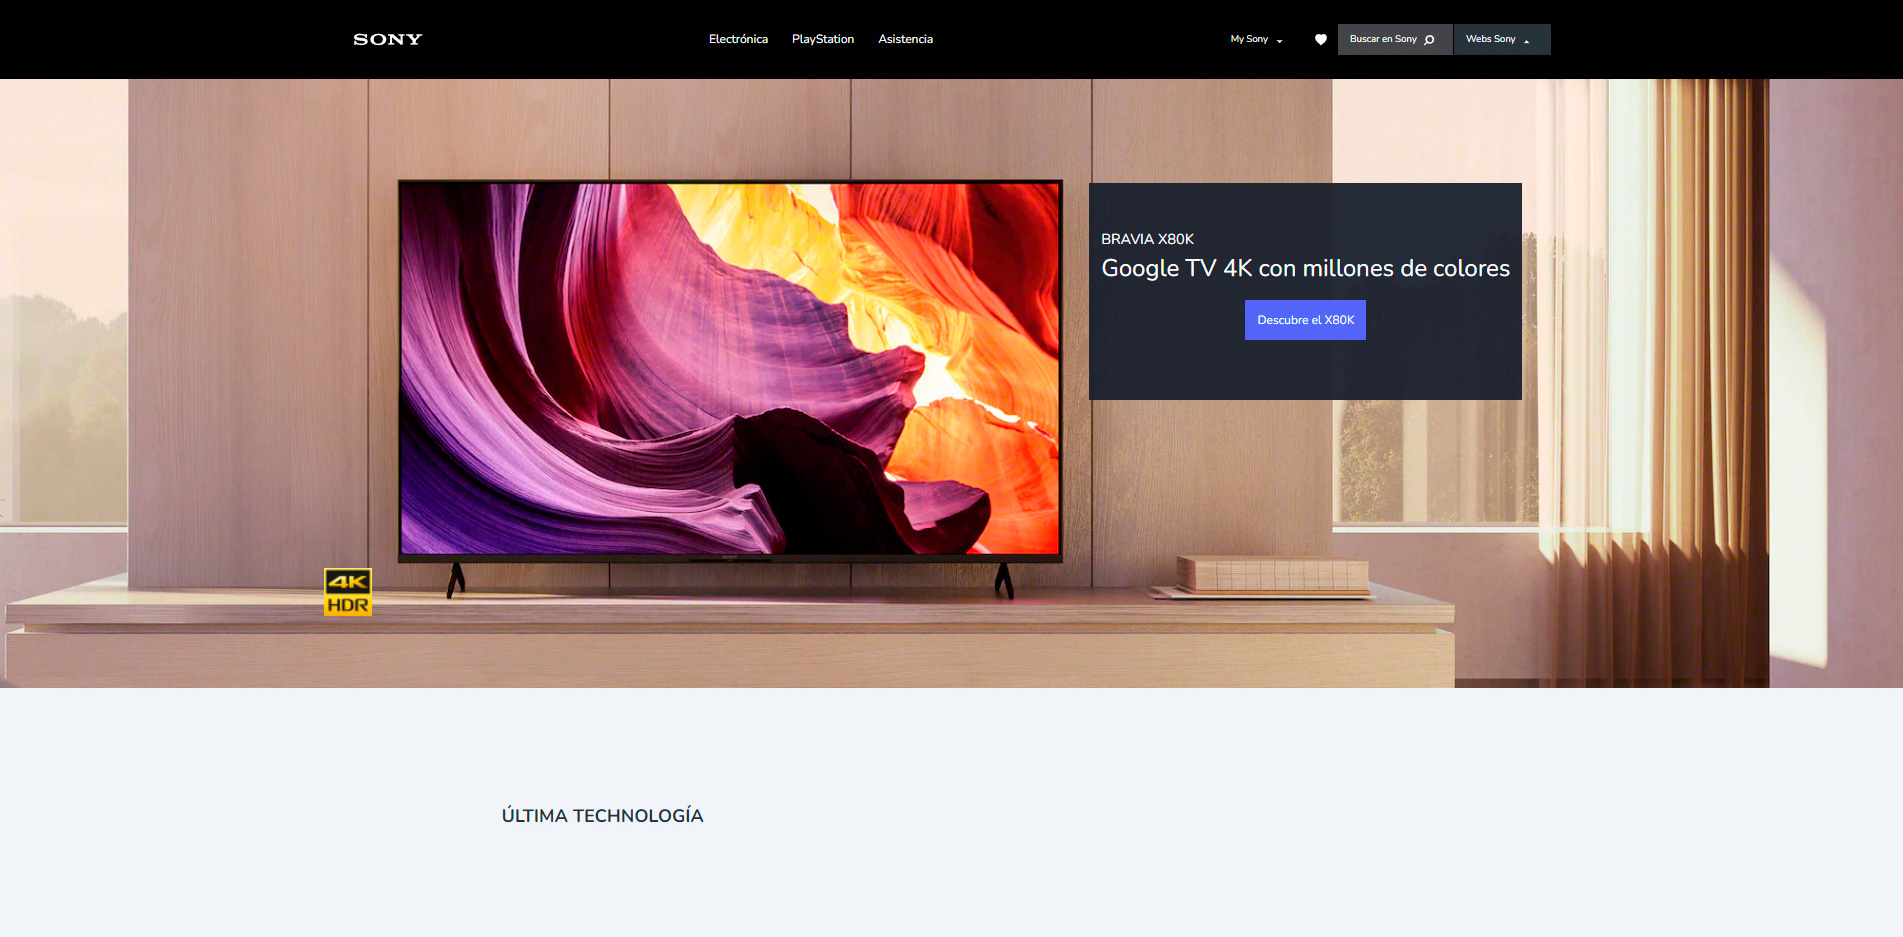 SONY
Electrónica PlayStation Asistencia
My Sony
Buscar en Sony
Webs Sony
BRAVIA X80K
Google TV 4K con millones de colores
Descubre el X80K
4K
HDR
ÚLTIMA TECHNOLOGÍA